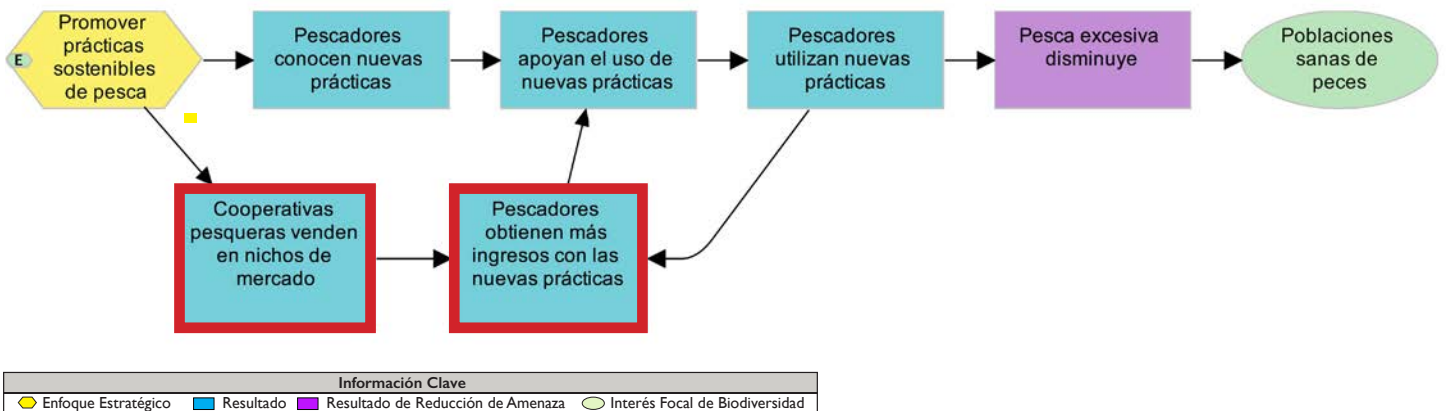 Promover
prácticas
sostenibles
de pesca
E
Pescadores
conocen nuevas
prácticas
Pescadores
apoyan el uso de
nuevas prácticas
Pescadores
utilizan nuevas
prácticas
Pesca excesiva
disminuye
Poblaciones
sanas de
peces
Cooperativas
pesqueras venden
en nichos de
mercado
Pescadores
obtienen más
ingresos con las
nuevas prácticas
Información Clave
Enfoque Estratégico Resultado Resultado de Reducción de Amenaza Interés Focal de Biodiversidad